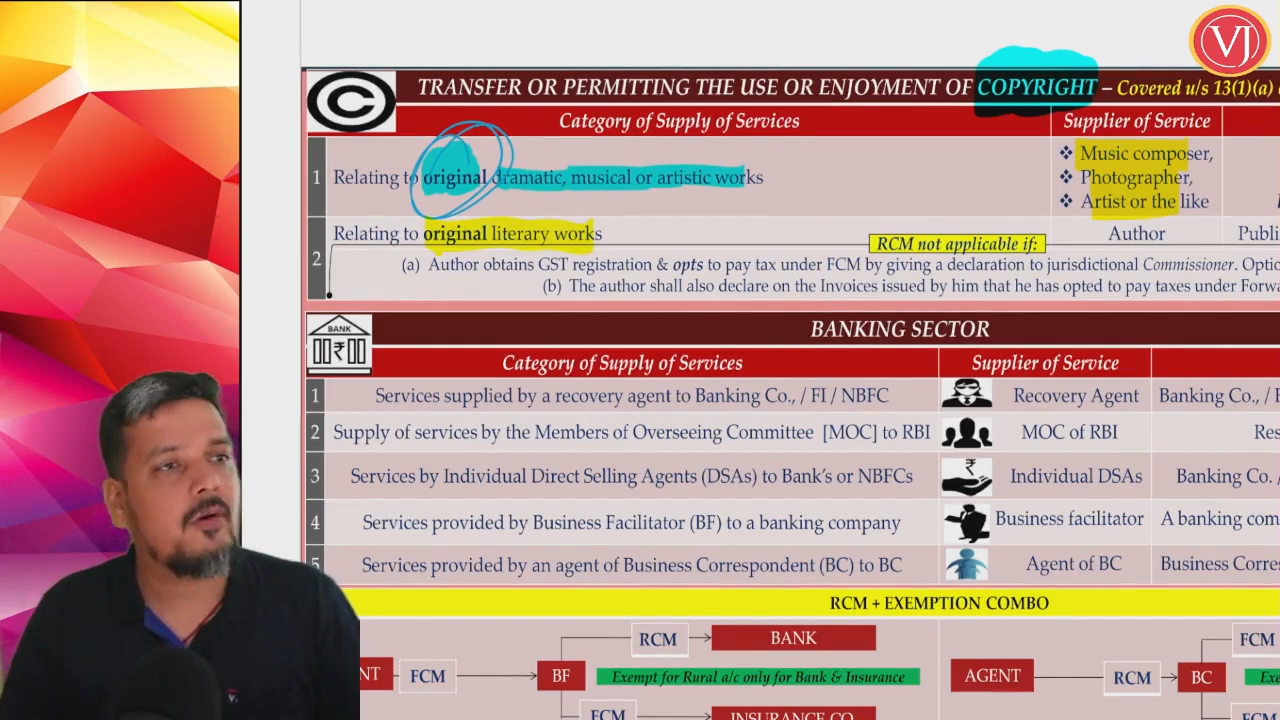 VJ
TRANSFER OR PERMITTING THE USE OR ENJOYMENT OF COPYRIGHT – Covered u/s 13(1)(a)
Category of Supply of Services
Supplier of Service
1
Relating to original dramatic, musical or artistic works
❖ Music composer,
❖ Photographer,
❖ Artist or the like
2
Relating to original literary works
Author
RCM not applicable if:
(a) Author obtains GST registration & opts to pay tax under FCM by giving a declaration to jurisdictional Commissioner.
(b) The author shall also declare on the Invoices issued by him that he has opted to pay taxes under
BANK
BANKING SECTOR
Category of Supply of Services
Supplier of Service
1
Services supplied by a recovery agent to Banking Co., / FI / NBFC
Recovery Agent
Banking Co., /
2
Supply of services by the Members of Overseeing Committee [MOC] to RBI
MOC of RBI
3
Services by Individual Direct Selling Agents (DSAs) to Bank's or NBFCs
Individual DSAs
Banking Co. /
4
Services provided by Business Facilitator (BF) to a banking company
Business facilitator
A banking
5
Services provided by an agent of Business Correspondent (BC) to BC
Agent of BC
Business
RCM + EXEMPTION COMBO
RCM
BANK
FCM
FCM
BF
Exempt for Rural a/c only for Bank & Insurance
AGENT
RCM
BC
FCM
INSURANCE CO
FCM